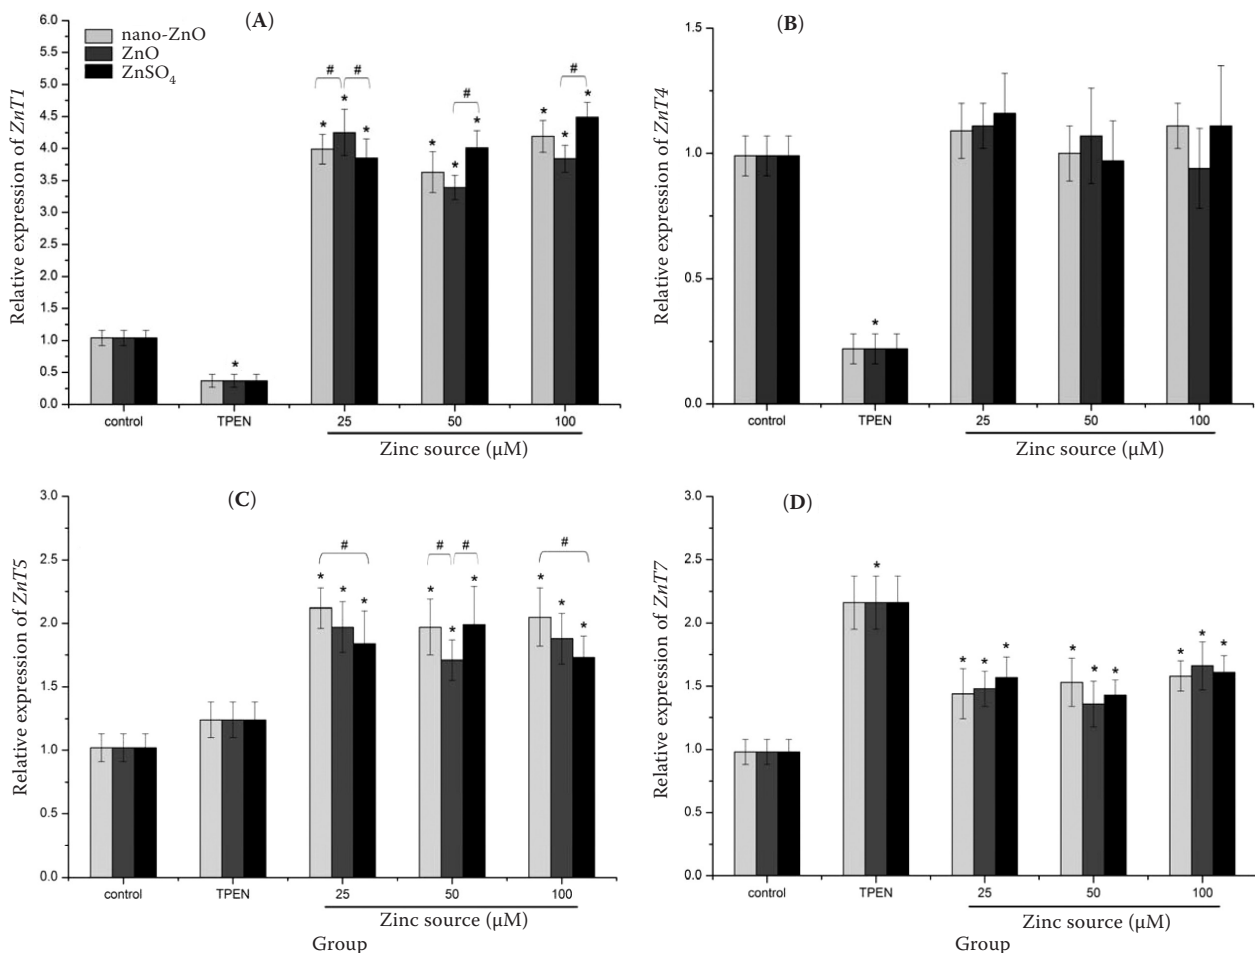 (A)
nano-ZnO
ZnO
ZnSO4
Relative expression of ZnT1
6.0
5.5
5.0
4.5
4.0
3.5
3.0
2.5
2.0
1.5
1.0
0.5
0.0
# # # #
* * * * * * * * * *
control TPEN 25 50 100
Zinc source (µM)
(B)
Relative expression of ZnT4
1.5
1.0
0.5
0.0
*
control TPEN 25 50 100
Zinc source (µM)
(C)
Relative expression of ZnT5
3.0
2.5
2.0
1.5
1.0
0.5
0.0
# # # #
* * * * * * * * *
control TPEN 25 50 100
Zinc source (µM)
Group
(D)
Relative expression of ZnT7
3.0
2.5
2.0
1.5
1.0
0.5
0.0
* * * * * * * * * *
control TPEN 25 50 100
Zinc source (µM)
Group